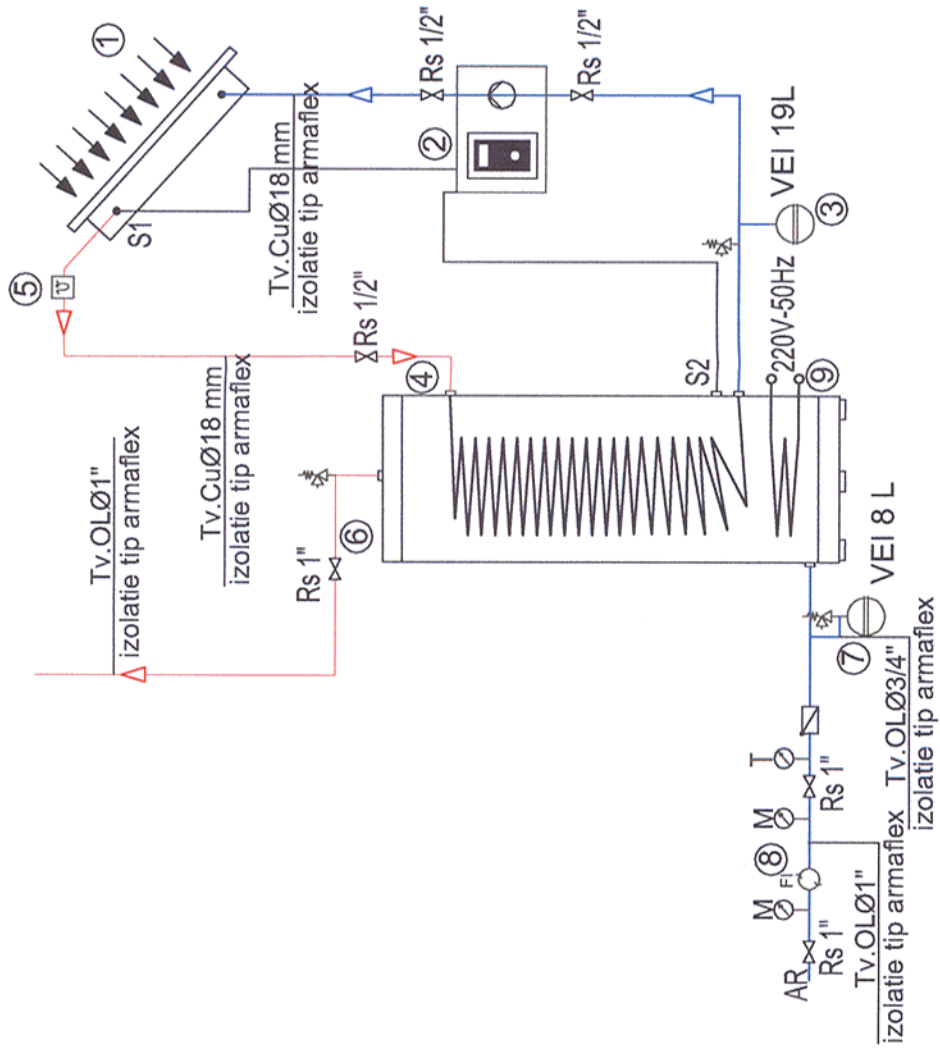 1
S1
5
Tv.CuØ18 mm
izolatie tip armaflex
Rs 1/2"
2
Rs 1/2"
VEI 19L
3
Tv.OLØ1"
izolatie tip armaflex
Tv.CuØ18 mm
izolatie tip armaflex
Rs 1/2"
4
S2
220V-50Hz
9
Rs 1"
6
VEI 8 L
7
Tv.OLØ3/4"
izolatie tip armaflex
T
Rs 1"
M
8
FI
M
Rs 1"
AR
Tv.OLØ1"
izolatie tip armaflex